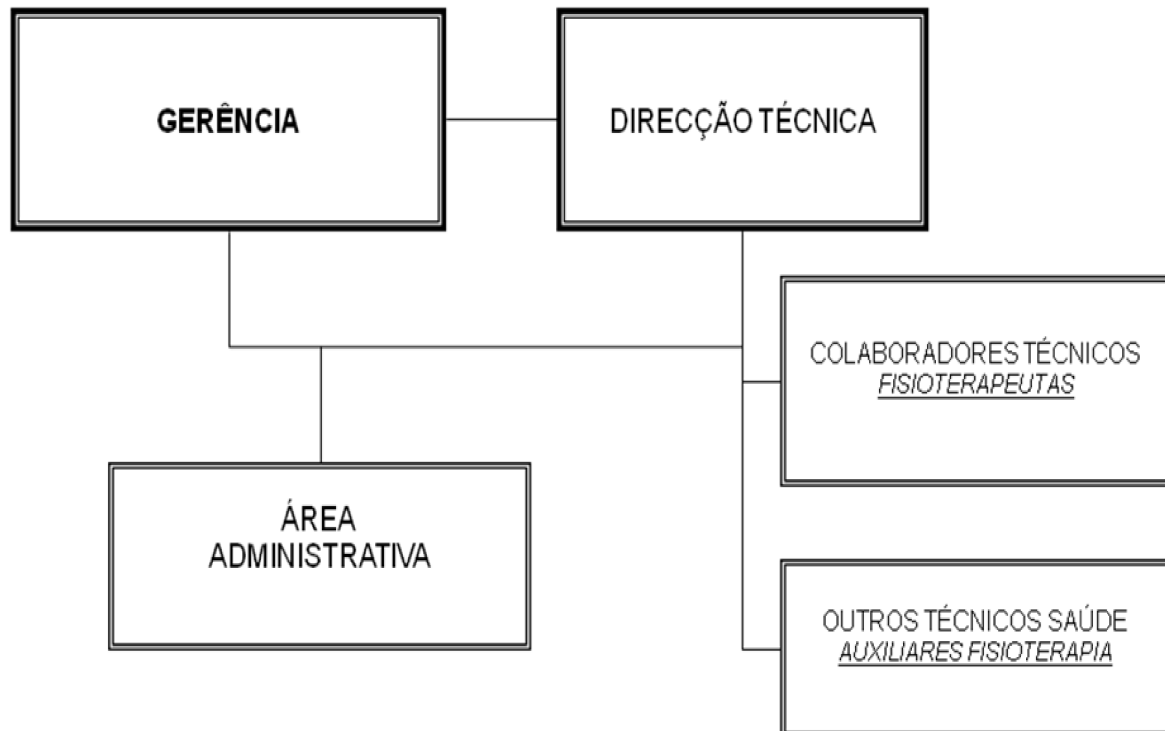 GERÊNCIA
DIRECÇÃO TÉCNICA
COLABORADORES TÉCNICOS
FISIOTERAPEUTAS
ÁREA
ADMINISTRATIVA
OUTROS TÉCNICOS SAÚDE
AUXILIARES FISIOTERAPIA